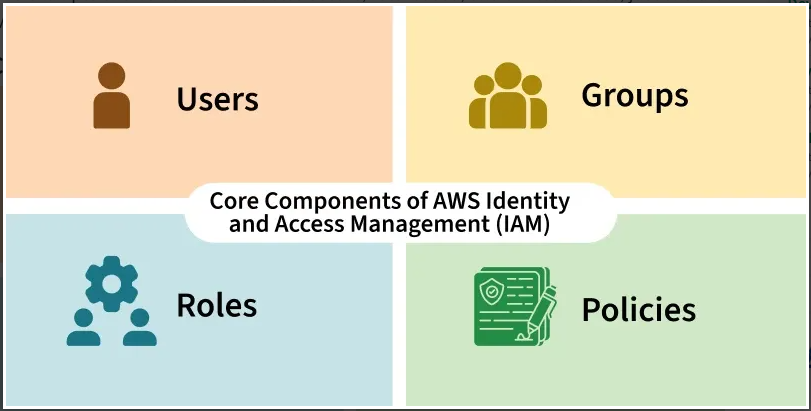 Users
Groups
Core Components of AWS Identity
and Access Management (IAM)
Roles
Policies